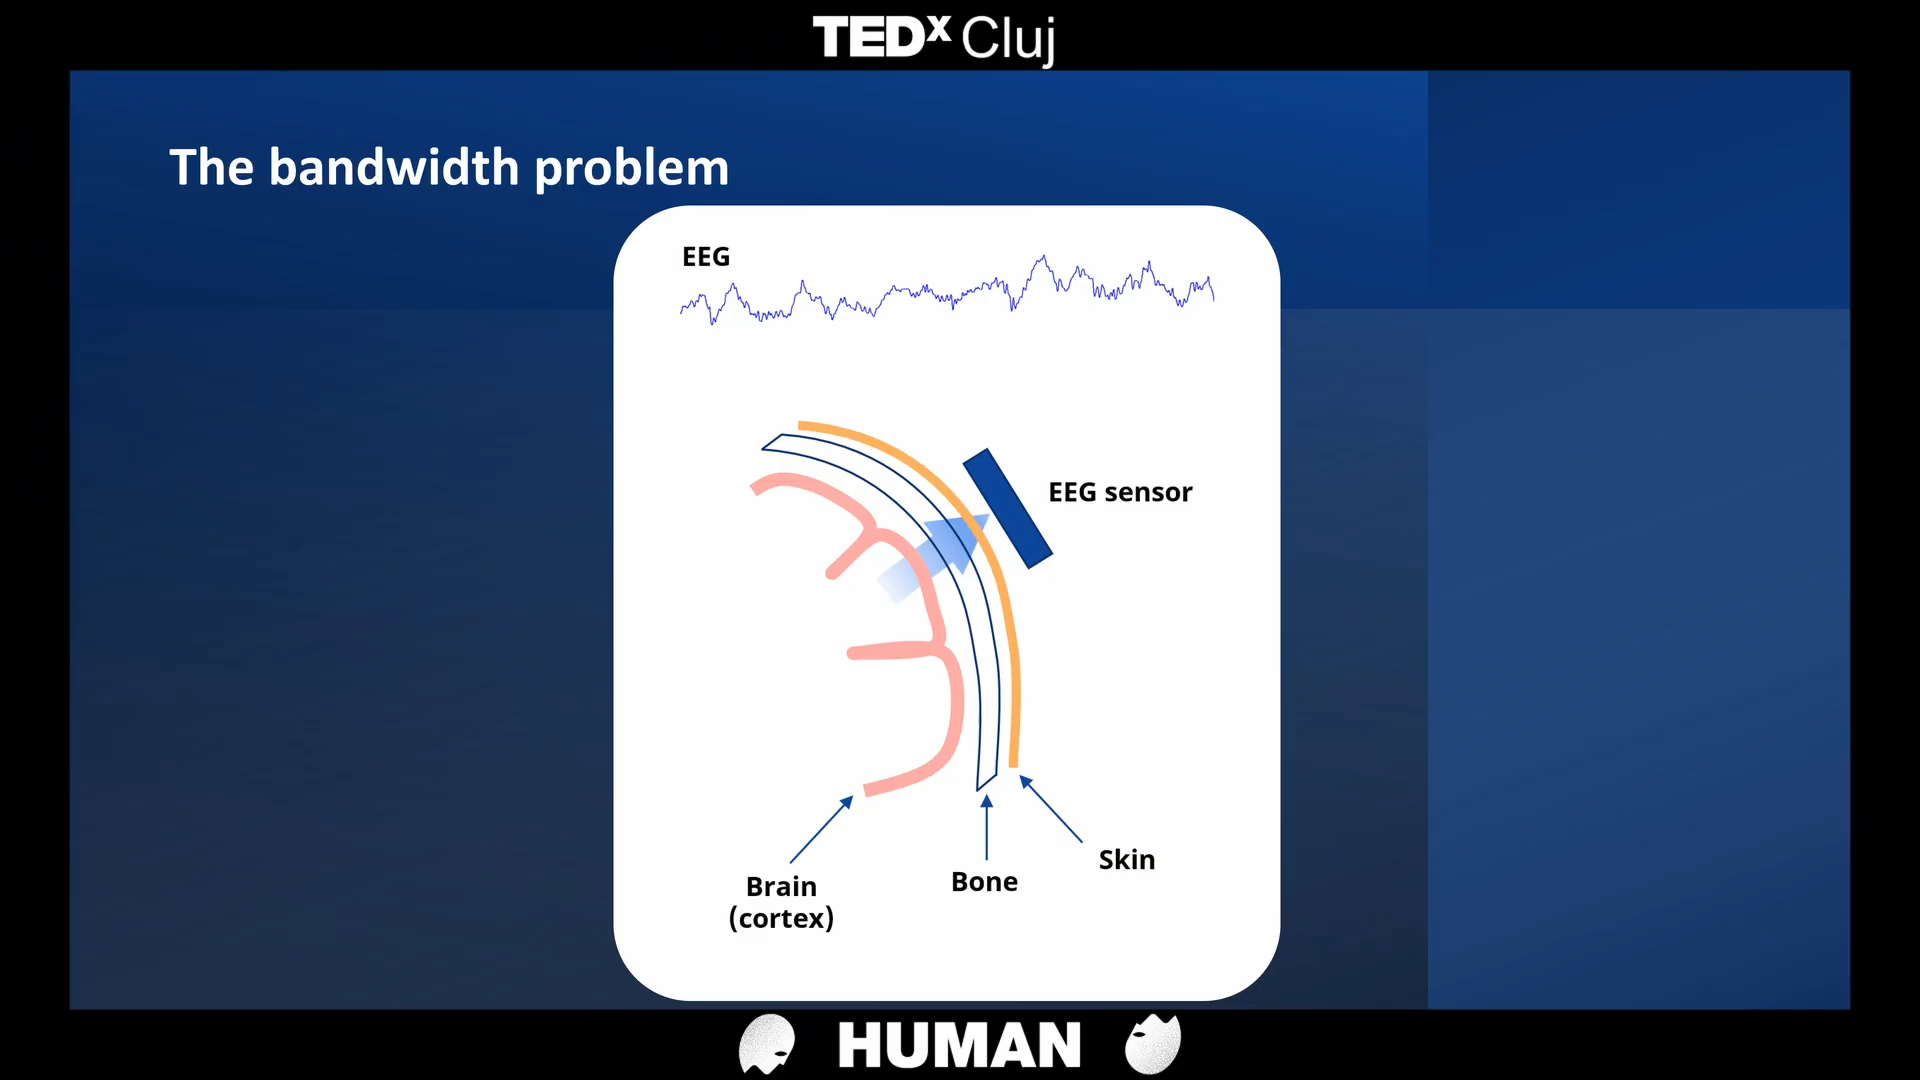 TEDx Cluj
The bandwidth problem
EEG
EEG sensor
Skin
Bone
Brain
(cortex)
HUMAN